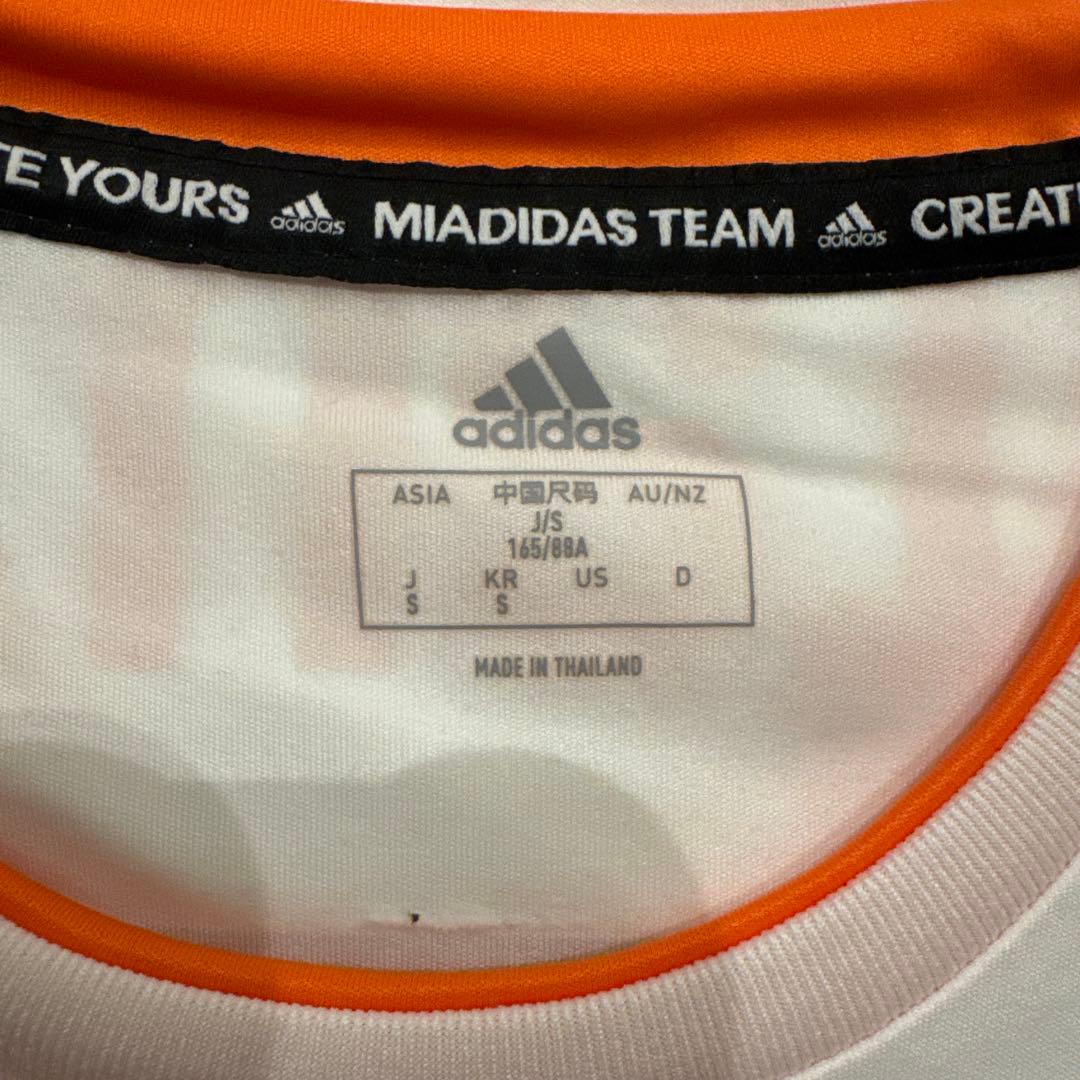 TE YOURS adidas MIADIDAS TEAM adidas CREAT
adidas
ASIA 中国尺码 AU/NZ
J/S
165/88A
J KR US D
S S
MADE IN THAILAND